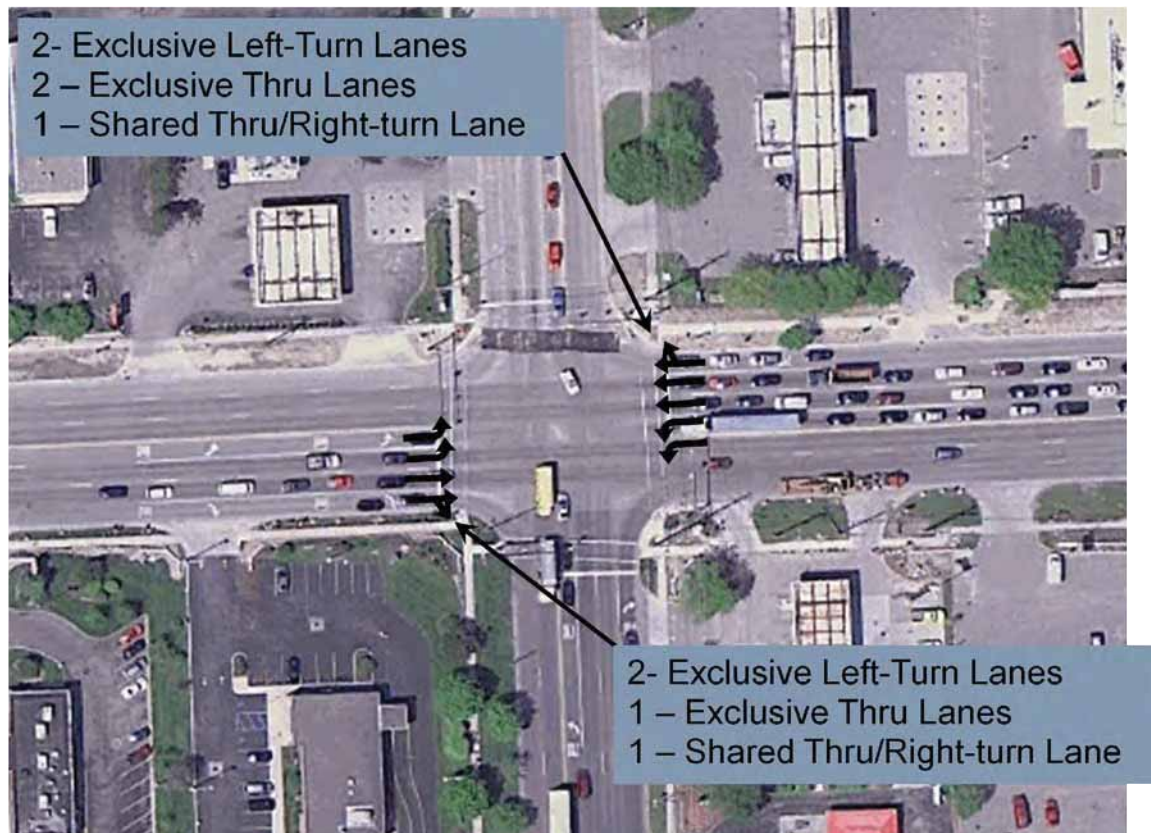 2- Exclusive Left-Turn Lanes
2 – Exclusive Thru Lanes
1 – Shared Thru/Right-turn Lane
2- Exclusive Left-Turn Lanes
1 – Exclusive Thru Lanes
1 – Shared Thru/Right-turn Lane